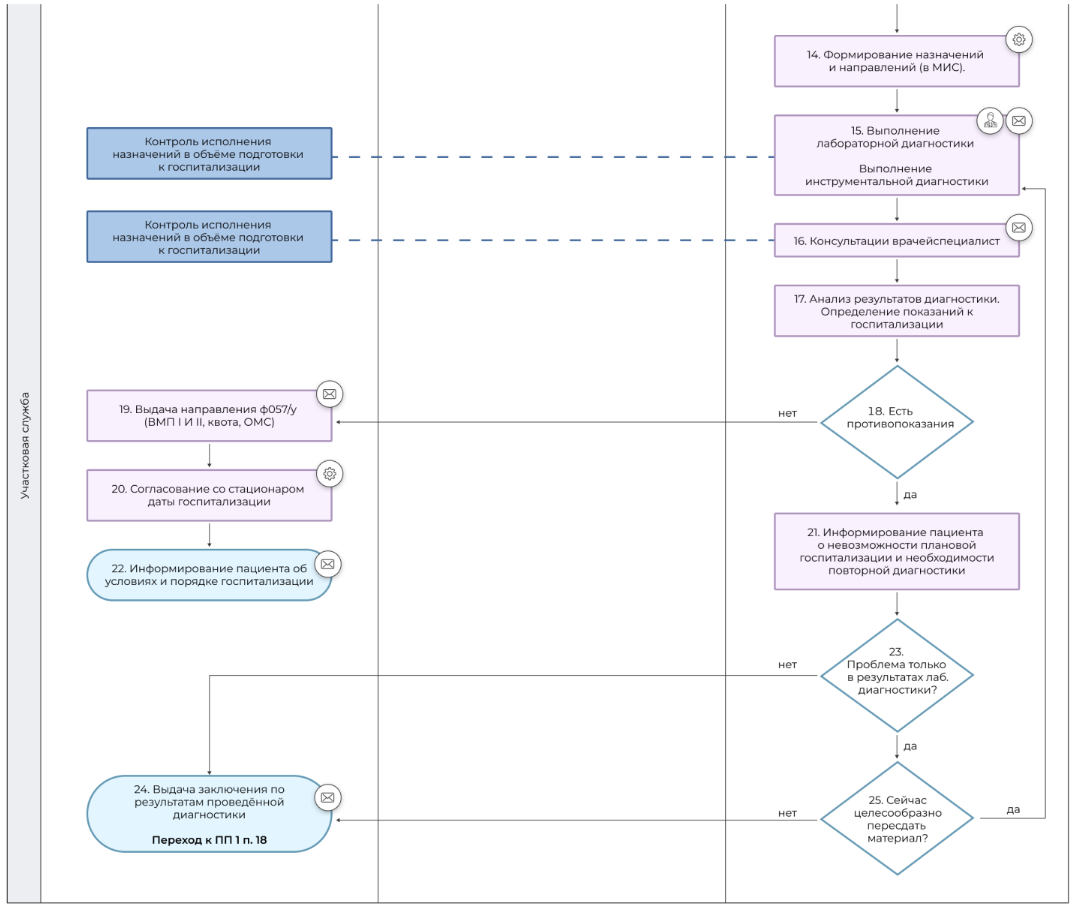 Участковая служба
14. Формирование назначений
и направлений (в МИС).
15. Выполнение
лабораторной диагностики
Выполнение
инструментальной диагностики
Контроль исполнения
назначений в объёме подготовки
к госпитализации
Контроль исполнения
назначений в объёме подготовки
к госпитализации
16. Консультации врачейспециалист
17. Анализ результатов диагностики.
Определение показаний к
госпитализации
18. Есть
противопоказания
нет
да
19. Выдача направления ф057/у
(ВМП I И II, квота, ОМС)
20. Согласование со стационаром
даты госпитализации
22. Информирование пациента об
условиях и порядке госпитализации
21. Информирование пациента
о невозможности плановой
госпитализации и необходимости
повторной диагностики
23.
Проблема только
в результатах лаб.
диагностики?
нет
да
24. Выдача заключения по
результатам проведённой
диагностики
Переход к ПП 1 п. 18
25. Сейчас
целесообразно
пересдать
материал?
нет
да